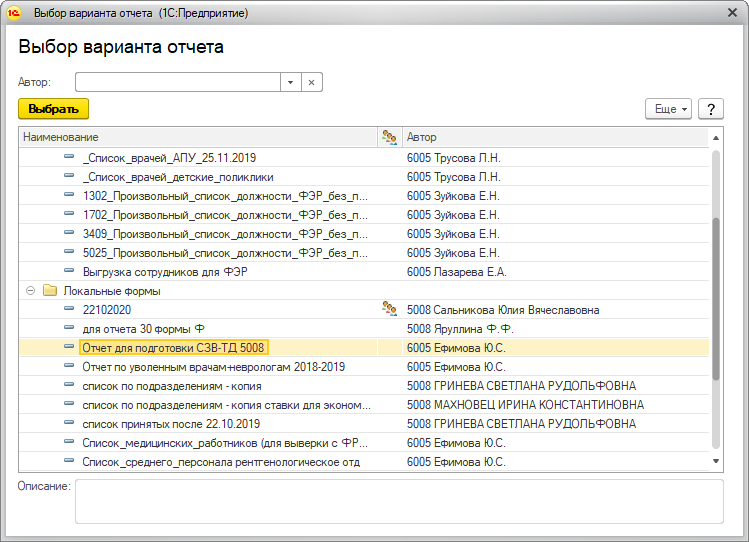 Выбор варианта отчета (1С:Предприятие)
Выбор варианта отчета
Автор:
Выбрать Еще ?
Наименование Автор
_Список_врачей_АПУ_25.11.2019 6005 Трусова Л.Н.
_Список_врачей_детские_поликлики 6005 Трусова Л.Н.
1302_Произвольный_список_должности_ФЭР_без_п... 6005 Зуйкова Е.Н.
1702_Произвольный_список_должности_ФЭР_без_п... 6005 Зуйкова Е.Н.
3409_Произвольный_список_должности_ФЭР_без_п... 6005 Зуйкова Е.Н.
5025_Произвольный_список_должности_ФЭР_без_п... 6005 Зуйкова Е.Н.
Выгрузка сотрудников для ФЭР 6005 Лазарева Е.А.
Локальные формы
22102020 5008 Сальникова Юлия Вячеславовна
для отчета 30 формы Ф 5008 Яруллина Ф.Ф.
Отчет для подготовки СЗВ-ТД 5008 6005 Ефимова Ю.С.
Отчет по уволенным врачам-неврологам 2018-2019 6005 Ефимова Ю.С.
список по подразделениям - копия 5008 ГРИНЕВА СВЕТЛАНА РУДОЛЬФОВНА
список по подразделениям - копия ставки для эконом... 5008 МАХНОВЕЦ ИРИНА КОНСТАНТИНОВНА
список принятых после 22.10.2019 5008 ГРИНЕВА СВЕТЛАНА РУДОЛЬФОВНА
Список_медицинских_работников (для выверки с ФР... 6005 Ефимова Ю.С.
Список_среднего_персонала рентгенологическое отд 6005 Ефимова Ю.С.
Описание: